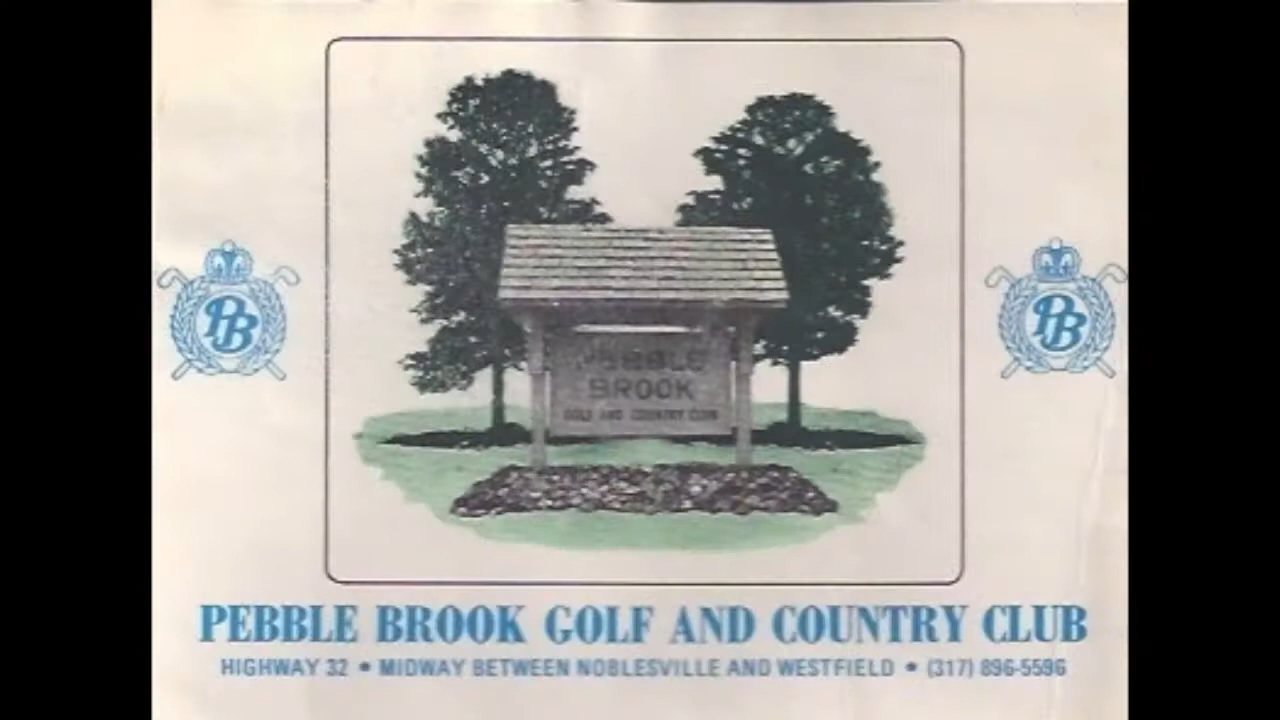 PEBBLE
BROOK
GOLF AND COUNTRY CLUB
PB
PB
PEBBLE BROOK GOLF AND COUNTRY CLUB
HIGHWAY 32 • MIDWAY BETWEEN NOBLESVILLE AND WESTFIELD • (317) 896-5596